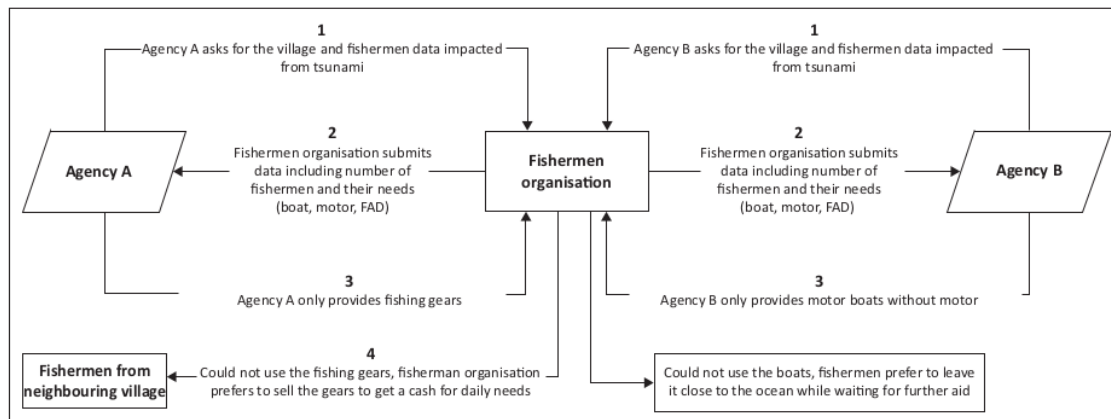 1
Agency A asks for the village and fishermen data impacted
from tsunami
1
Agency B asks for the village and fishermen data impacted
from tsunami
Agency A
2
Fishermen organisation submits
data including number of
fishermen and their needs
(boat, motor, FAD)
Fishermen
organisation
2
Fishermen organisation submits
data including number of
fishermen and their needs
(boat, motor, FAD)
Agency B
3
Agency A only provides fishing gears
3
Agency B only provides motor boats without motor
Fishermen from
neighbouring village
4
Could not use the fishing gears, fisherman organisation
prefers to sell the gears to get a cash for daily needs
Could not use the boats, fishermen prefer to leave
it close to the ocean while waiting for further aid